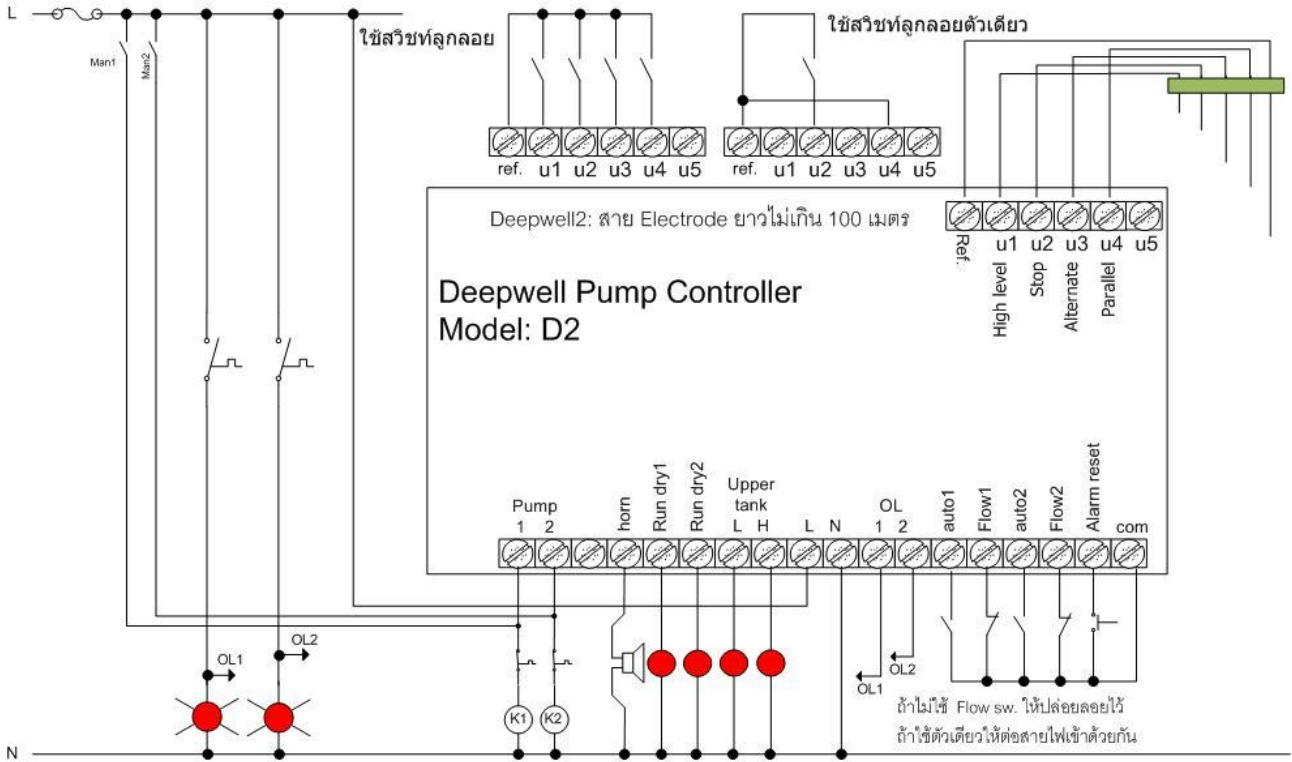 L
ใช้สวิชท์ลูกลอย
ใช้สวิชท์ลูกลอยตัวเดียว
Man1
Man2
ref. u1 u2 u3 u4 u5
ref. u1 u2 u3 u4 u5
Deepwell2: สาย Electrode ยาวไม่เกิน 100 เมตร
Ref. u1 u2 u3 u4 u5
High level
Stop
Alternate
Parallel
Deepwell Pump Controller
Model: D2
Pump
1 2
horn
Run dry1
Run dry2
Upper
tank
L H
L N
OL
1 2
auto1
Flow1
auto2
Flow2
Alarm reset
com
OL1
OL2
K1
K2
OL1
OL2
ถ้าไม่ใช้ Flow sw. ให้ปล่อยลอยไว้
ถ้าใช้ตัวเดียวให้ต่อสายไฟเข้าด้วยกัน
N